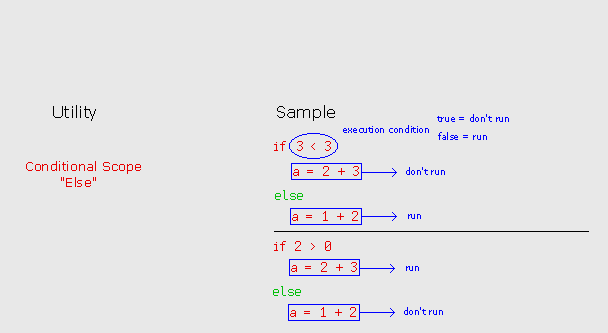 Utility
Sample
true = don't run
execution condition
false = run
if 3 < 3
Conditional Scope
"Else"
a = 2 + 3
don't run
else
a = 1 + 2
run
if 2 > 0
a = 2 + 3
run
else
a = 1 + 2
don't run